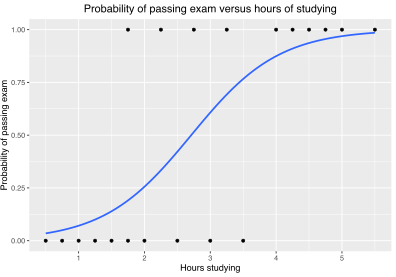 Probability of passing exam versus hours of studying
Probability of passing exam
1.00
0.75
0.50
0.25
0.00
1 2 3 4 5
Hours studying